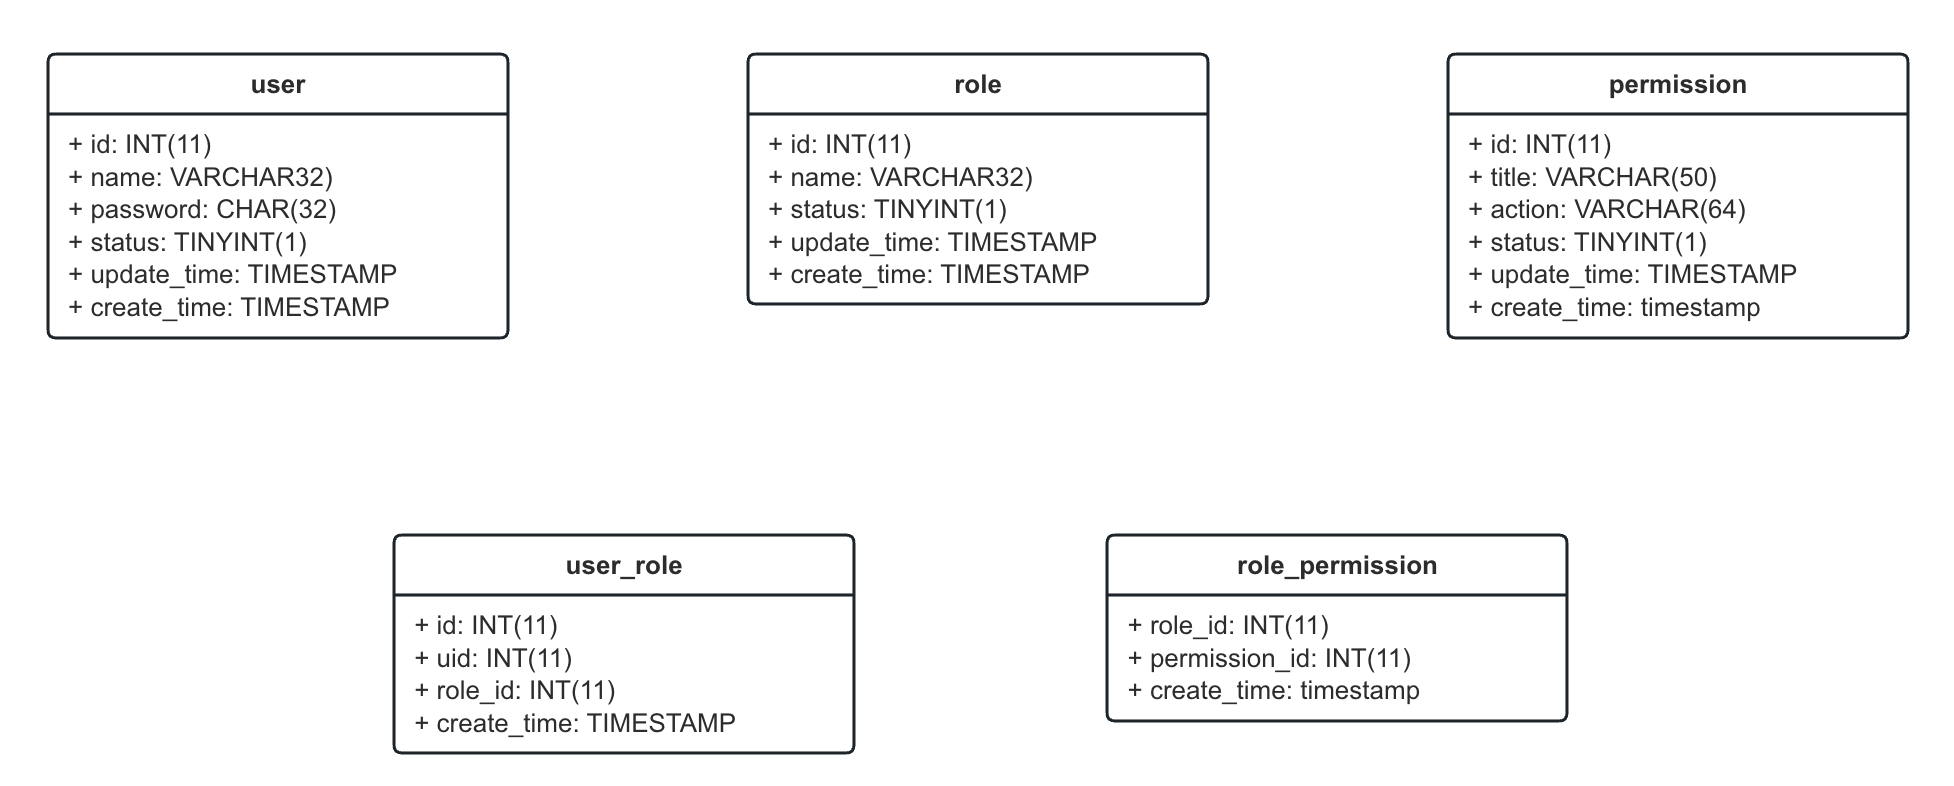 user
+ id: INT(11)
+ name: VARCHAR32)
+ password: CHAR(32)
+ status: TINYINT(1)
+ update_time: TIMESTAMP
+ create_time: TIMESTAMP
role
+ id: INT(11)
+ name: VARCHAR32)
+ status: TINYINT(1)
+ update_time: TIMESTAMP
+ create_time: TIMESTAMP
permission
+ id: INT(11)
+ title: VARCHAR(50)
+ action: VARCHAR(64)
+ status: TINYINT(1)
+ update_time: TIMESTAMP
+ create_time: timestamp
user_role
+ id: INT(11)
+ uid: INT(11)
+ role_id: INT(11)
+ create_time: TIMESTAMP
role_permission
+ role_id: INT(11)
+ permission_id: INT(11)
+ create_time: timestamp